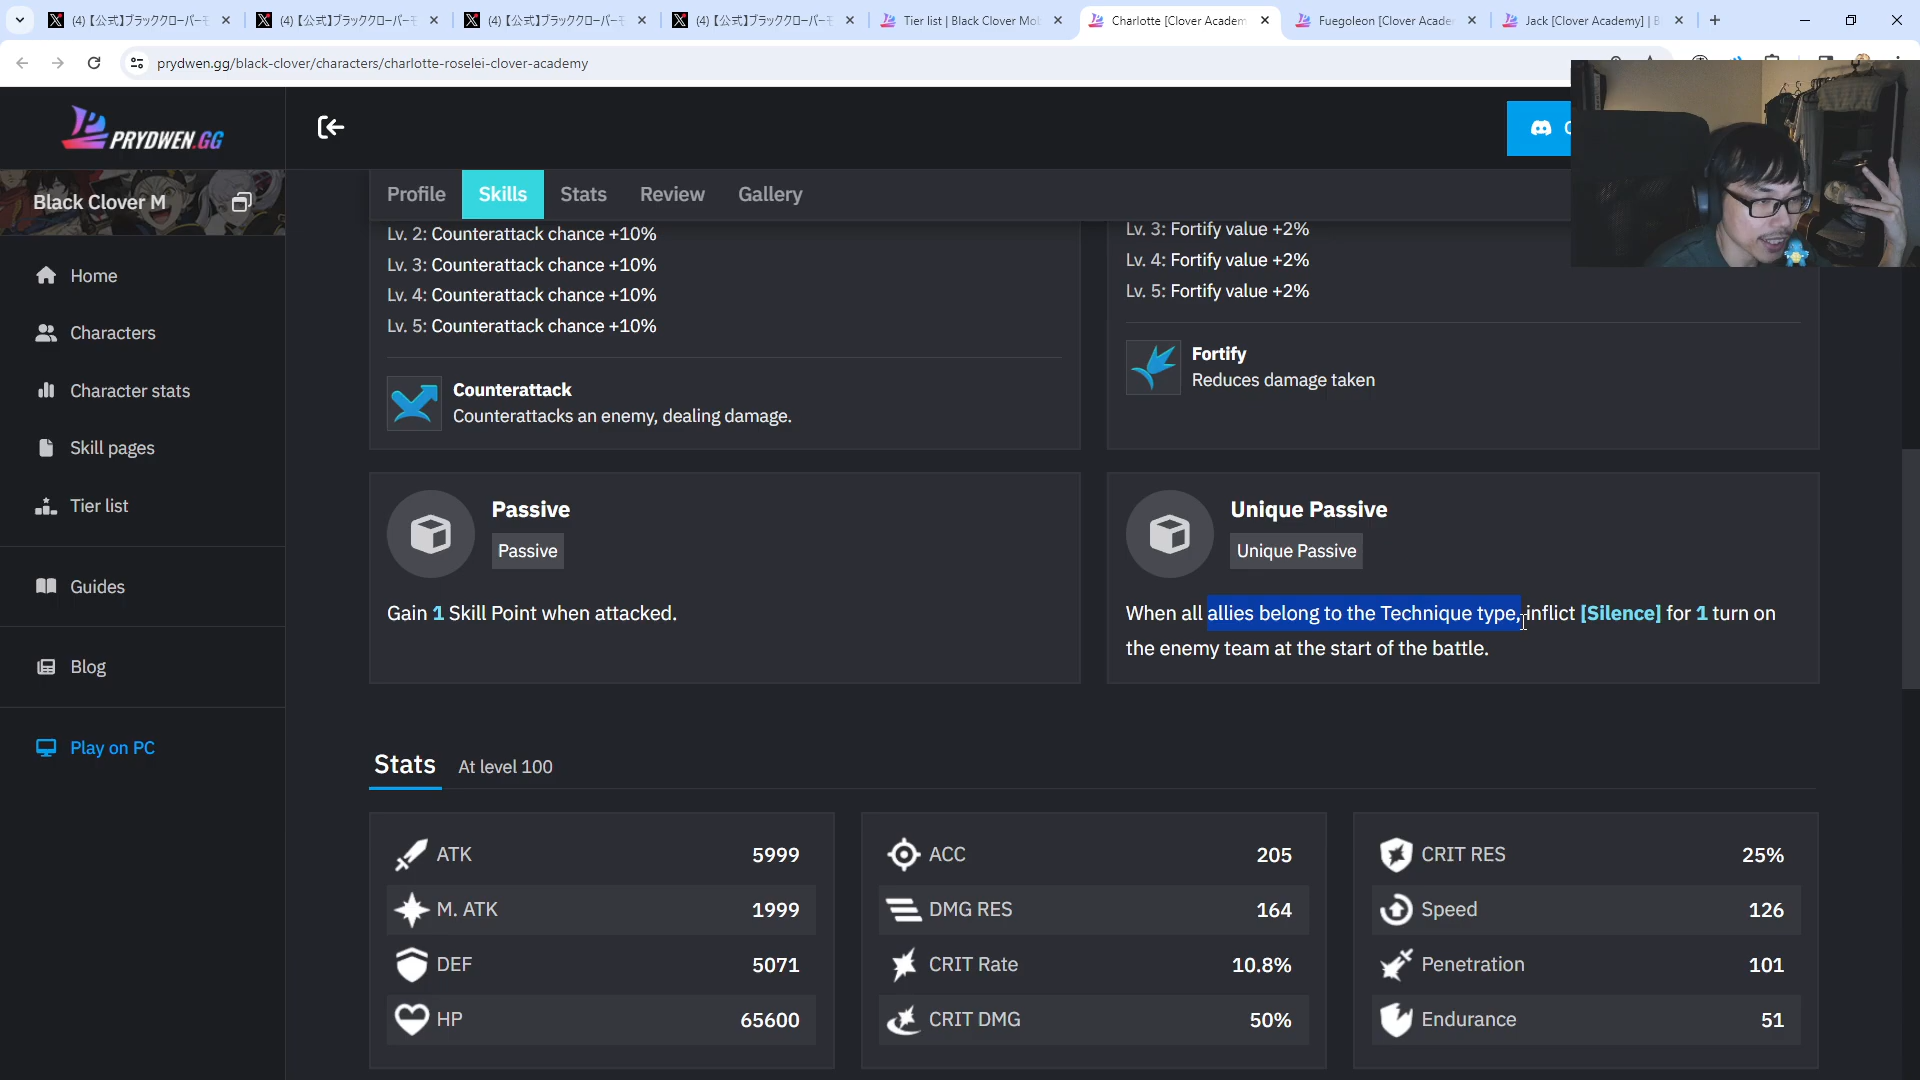 (4) 【公式】ブラッククローバーモ
(4) 【公式】ブラッククローバーモ
(4) 【公式】ブラッククローバーモ
(4) 【公式】ブラッククローバーモ
Tier list | Black Clover Mo
Charlotte [Clover Academ
Fuegoleon [Clover Acade
Jack [Clover Academy] | B
prydwen.gg/black-clover/characters/charlotte-roselei-clover-academy
PRYDWEN.GG
Black Clover M
Home
Characters
Character stats
Skill pages
Tier list
Guides
Blog
Play on PC
Profile
Skills
Stats
Review
Gallery
Lv. 2: Counterattack chance +10%
Lv. 3: Counterattack chance +10%
Lv. 4: Counterattack chance +10%
Lv. 5: Counterattack chance +10%
Counterattack
Counterattacks an enemy, dealing damage.
Lv. 3: Fortify value +2%
Lv. 4: Fortify value +2%
Lv. 5: Fortify value +2%
Fortify
Reduces damage taken
Passive
Passive
Gain 1 Skill Point when attacked.
Unique Passive
Unique Passive
When all allies belong to the Technique type, inflict [Silence] for 1 turn on
the enemy team at the start of the battle.
Stats At level 100
ATK 5999
M. ATK 1999
DEF 5071
HP 65600
ACC 205
DMG RES 164
CRIT Rate 10.8%
CRIT DMG 50%
CRIT RES 25%
Speed 126
Penetration 101
Endurance 51